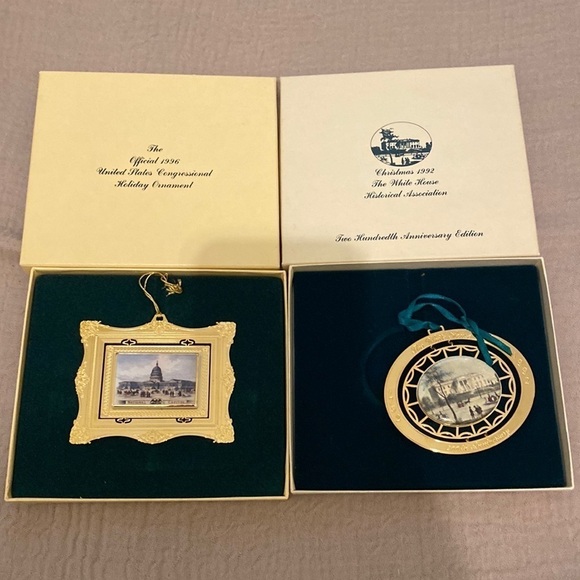 The
Official 1996
United States Congressional
Holiday Ornament
Christmas 1992
The White House
Historical Association
Two Hundredth Anniversary Edition